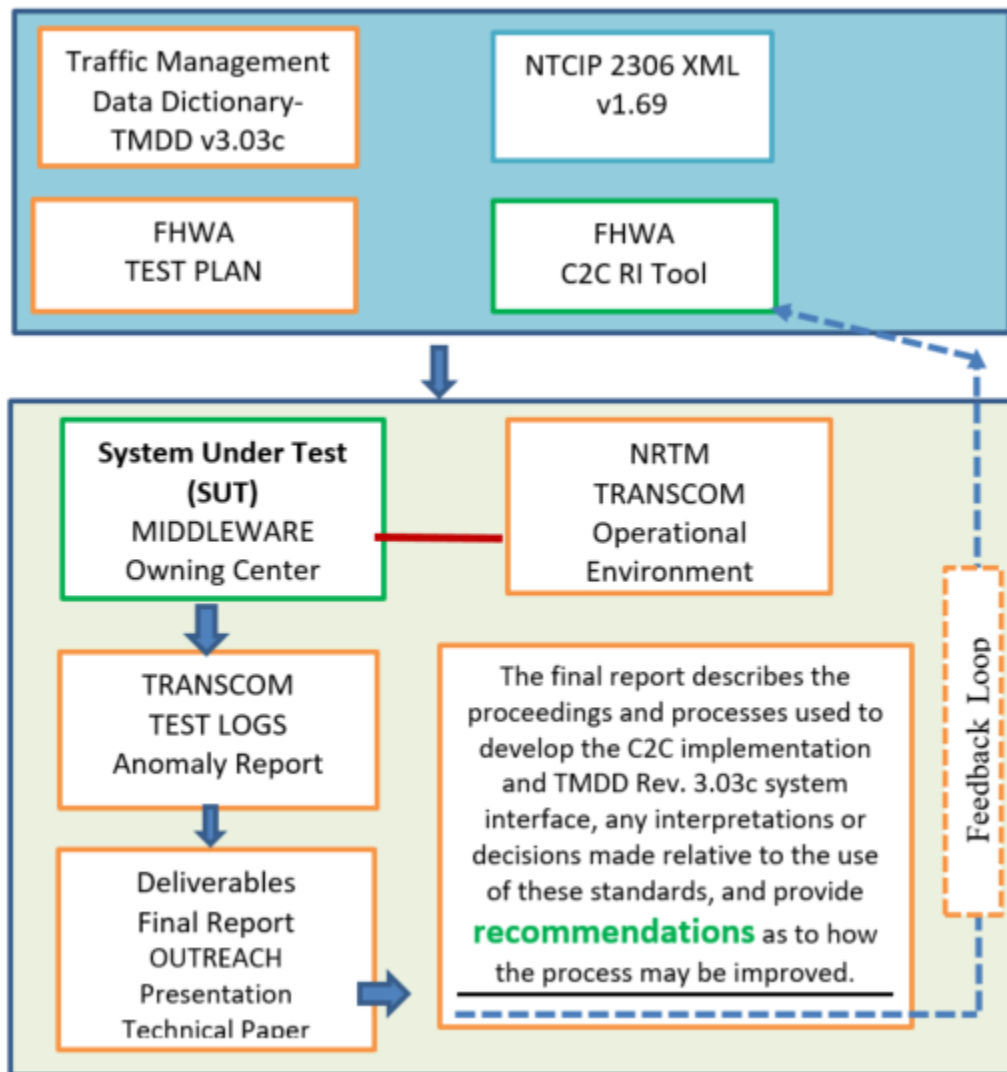 Traffic Management
Data Dictionary-
TMDD v3.03c
NTCIP 2306 XML
v1.69
FHWA
TEST PLAN
FHWA
C2C RI Tool
System Under Test
(SUT)
MIDDLEWARE
Owning Center
NRTM
TRANSCOM
Operational
Environment
TRANSCOM
TEST LOGS
Anomaly Report
Deliverables
Final Report
OUTREACH
Presentation
Technical Paper
The final report describes the
proceedings and processes used to
develop the C2C implementation
and TMDD Rev. 3.03c system
interface, any interpretations or
decisions made relative to the use
of these standards, and provide
recommendations as to how
the process may be improved.
Feedback Loop